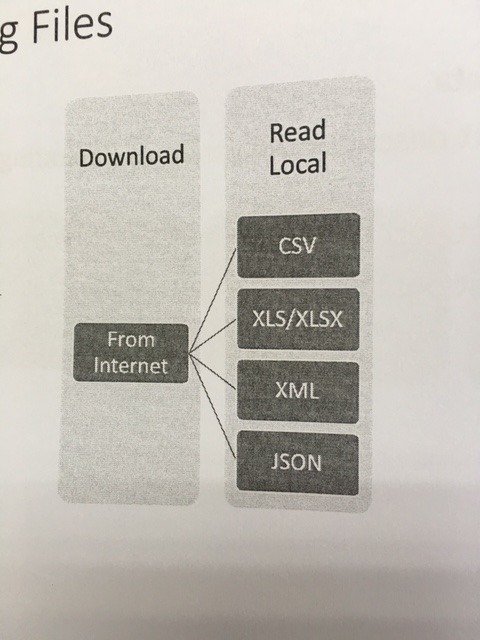 g Files
Download
Read
Local
From
Internet
CSV
XLS/XLSX
XML
JSON